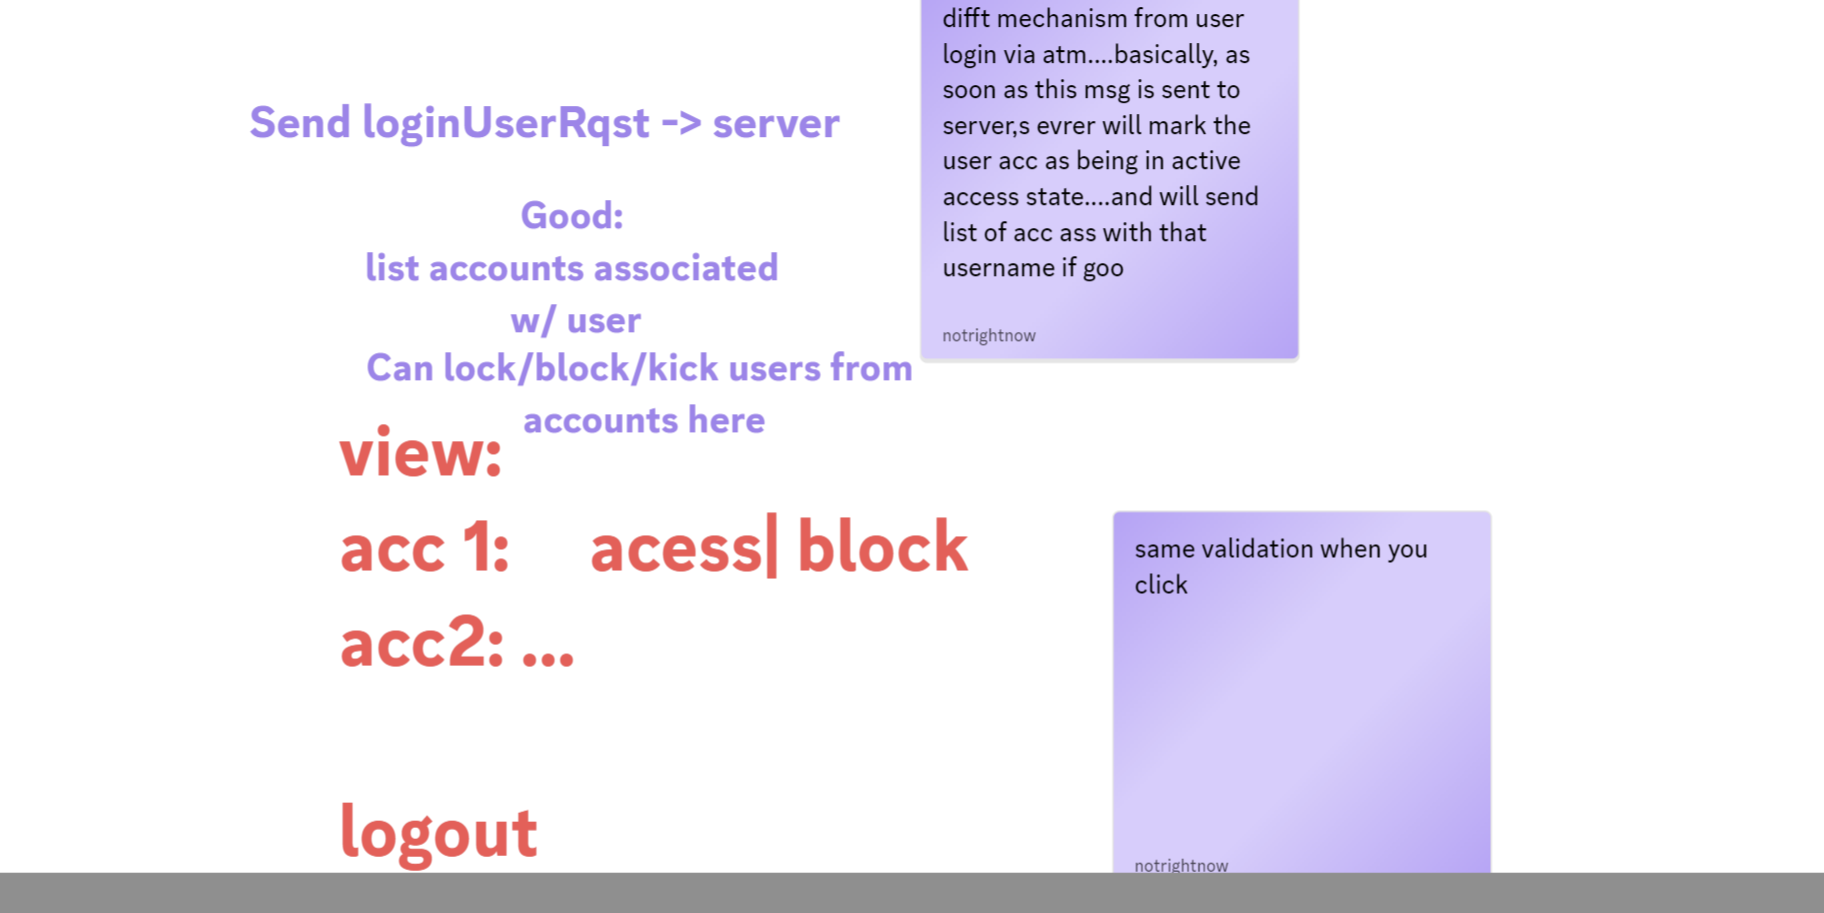 difft mechanism from user
login via atm....basically, as
soon as this msg is sent to
server,s evrer will mark the
user acc as being in active
access state....and will send
list of acc ass with that
username if goo
notrightnow
Send loginUserRqst -> server
Good:
list accounts associated
w/ user
Can lock/block/kick users from
accounts here
view:
acc 1: acess| block
acc2: ...
logout
same validation when you
click
notrightnow